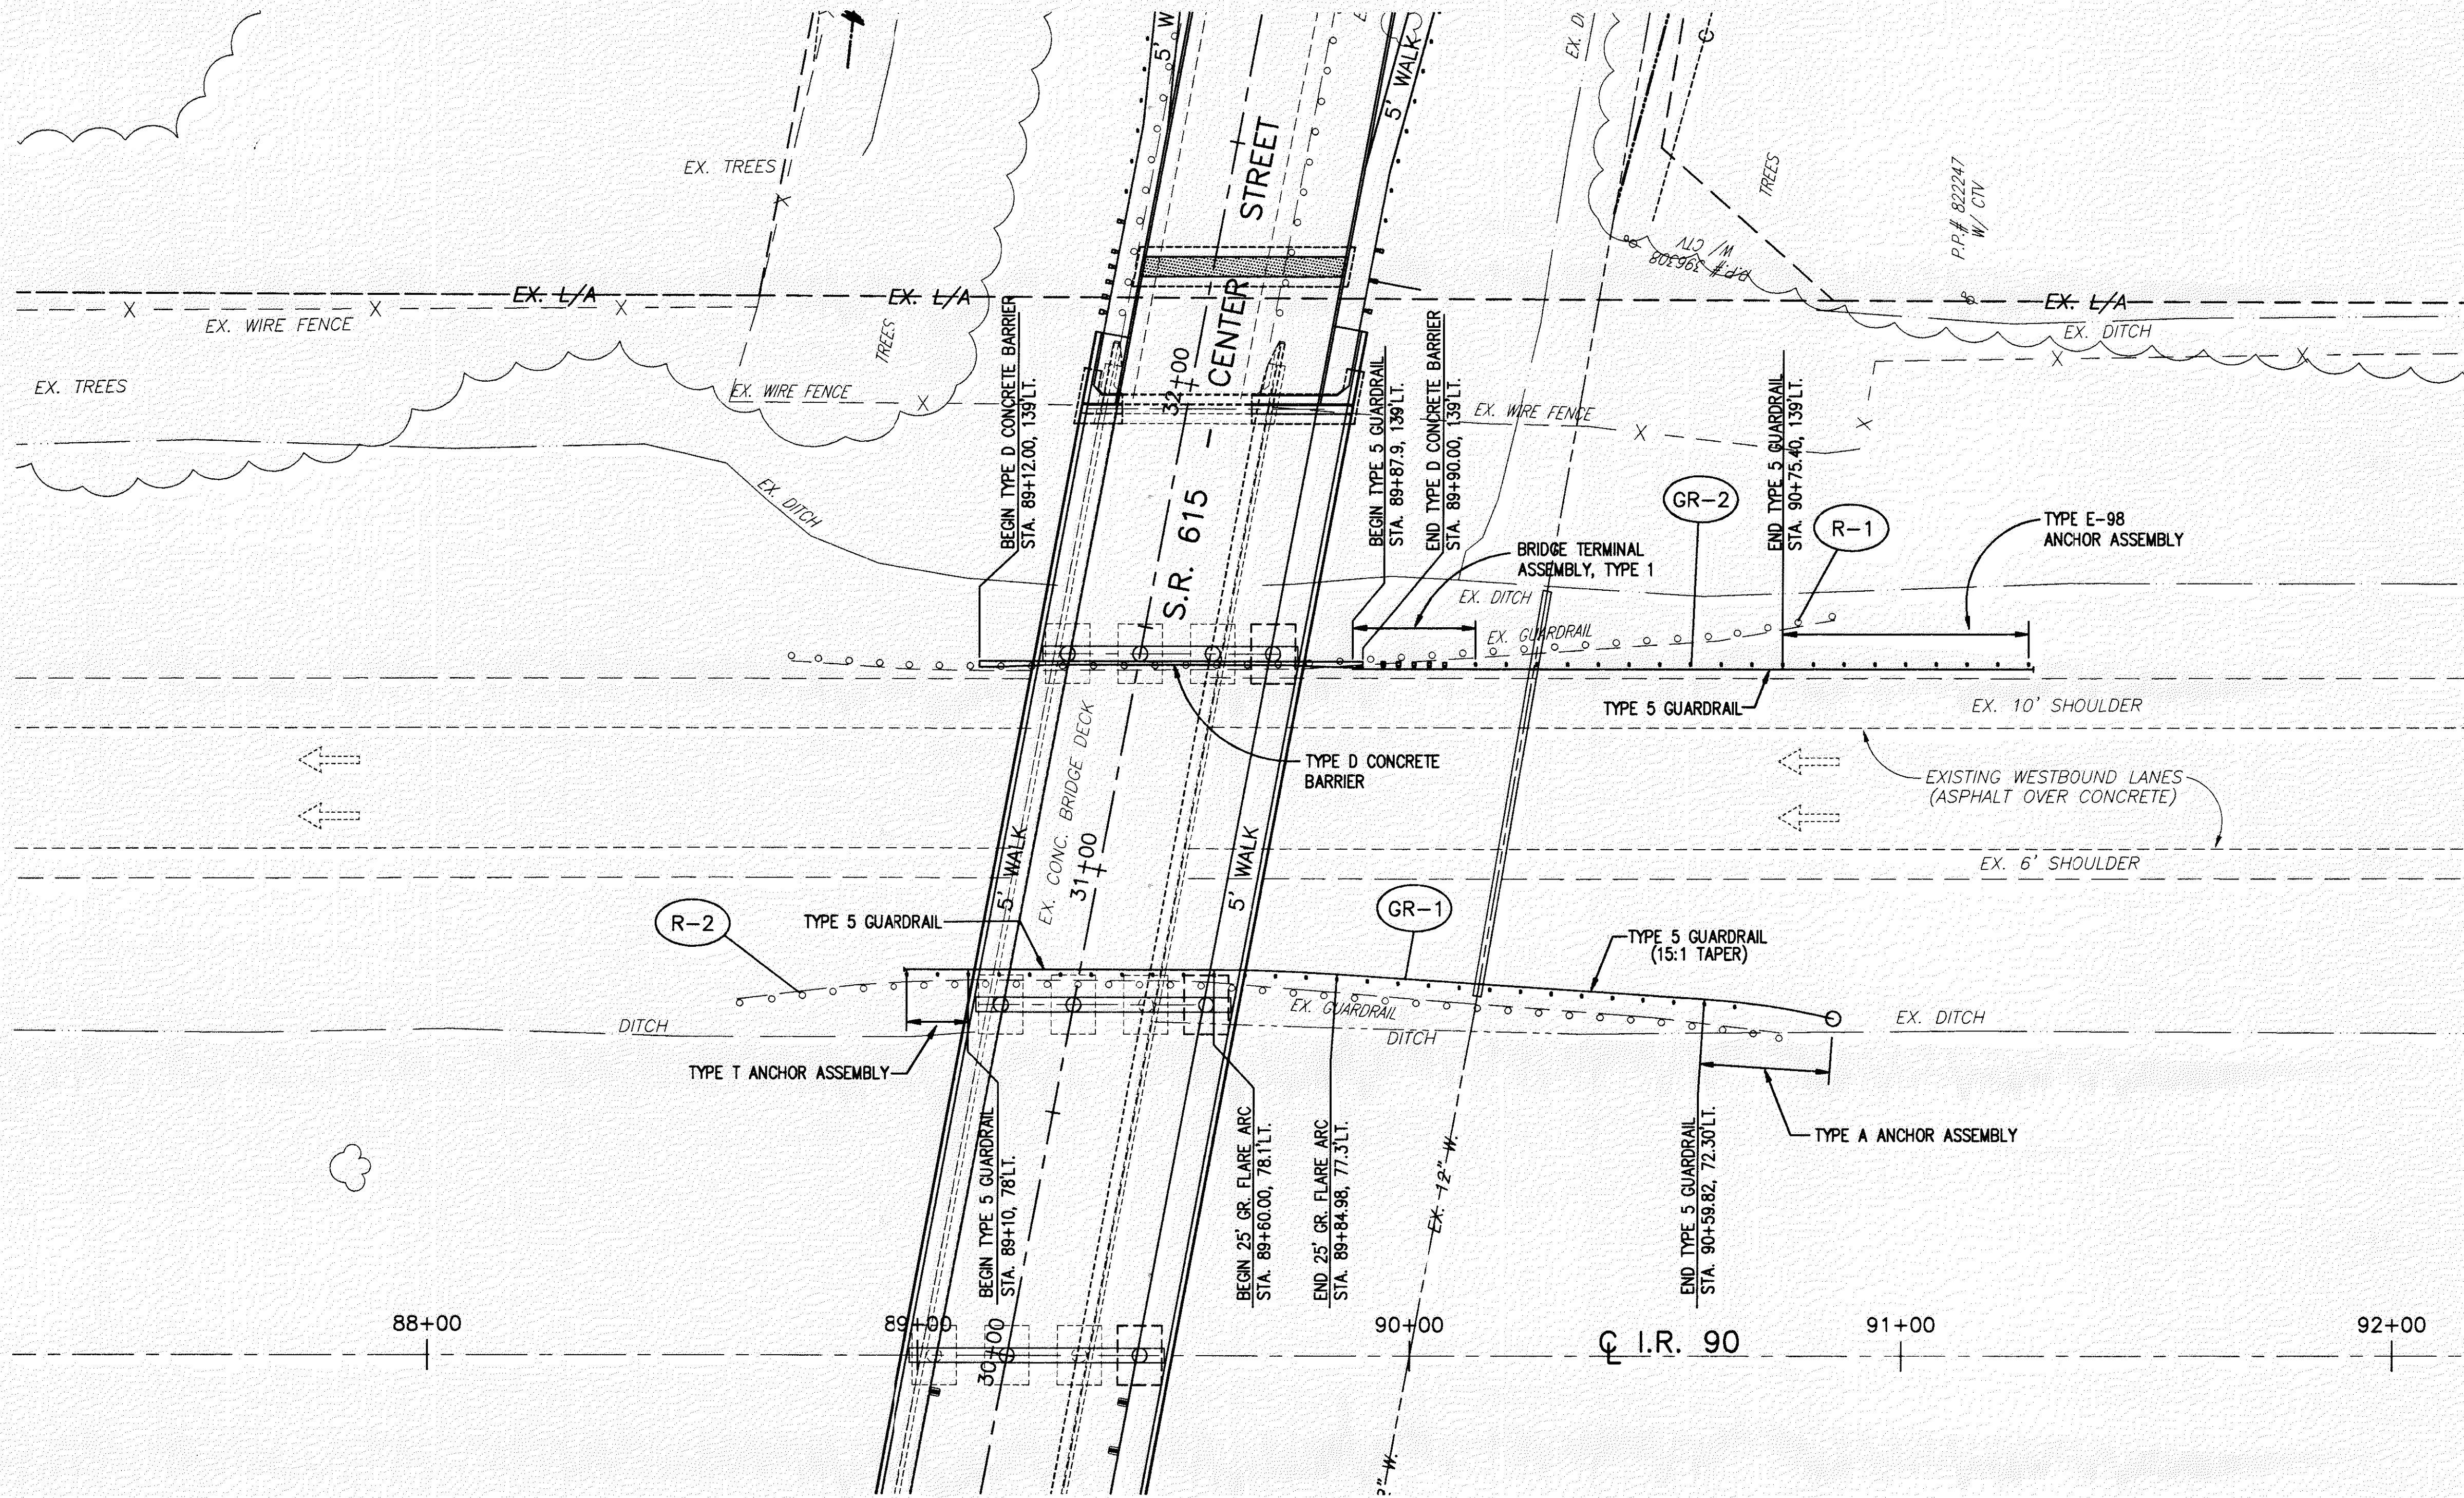 5' W
5' WALK
EX. DI
EX. TREES
STREET
TREES
P.P.# 822247
W/ CTV
P.P.# 396308
W/ CTV
EX. L/A
EX. L/A
EX. L/A
EX. WIRE FENCE
TREES
CENTER
EX. DITCH
EX. TREES
EX. WIRE FENCE
32+00
EX. WIRE FENCE
BEGIN TYPE D CONCRETE BARRIER
STA. 89+12.00, 139'LT.
BEGIN TYPE 5 GUARDRAIL
STA. 89+87.9, 139'LT.
END TYPE D CONCRETE BARRIER
STA. 89+90.00, 139'LT.
END TYPE 5 GUARDRAIL
STA. 90+75.40, 139'LT.
EX. DITCH
S.R. 615 –
GR-2
R-1
TYPE E-98
ANCHOR ASSEMBLY
BRIDGE TERMINAL
ASSEMBLY, TYPE 1
EX. DITCH
EX. GUARDRAIL
TYPE 5 GUARDRAIL
EX. 10' SHOULDER
TYPE D CONCRETE
BARRIER
EXISTING WESTBOUND LANES
(ASPHALT OVER CONCRETE)
EX. CONC. BRIDGE DECK
5' WALK
31+00
5' WALK
EX. 6' SHOULDER
R-2
TYPE 5 GUARDRAIL
GR-1
TYPE 5 GUARDRAIL
(15:1 TAPER)
EX. GUARDRAIL
DITCH
DITCH
EX. DITCH
TYPE T ANCHOR ASSEMBLY
TYPE A ANCHOR ASSEMBLY
BEGIN TYPE 5 GUARDRAIL
STA. 89+10, 78'LT.
BEGIN 25' GR. FLARE ARC
STA. 89+60.00, 78.1'LT.
END 25' GR. FLARE ARC
STA. 89+84.98, 77.3'LT.
EX. 12" W.
END TYPE 5 GUARDRAIL
STA. 90+59.82, 72.30'LT.
88+00
89+00
90+00
℄ I.R. 90
91+00
92+00
30+00
" W.